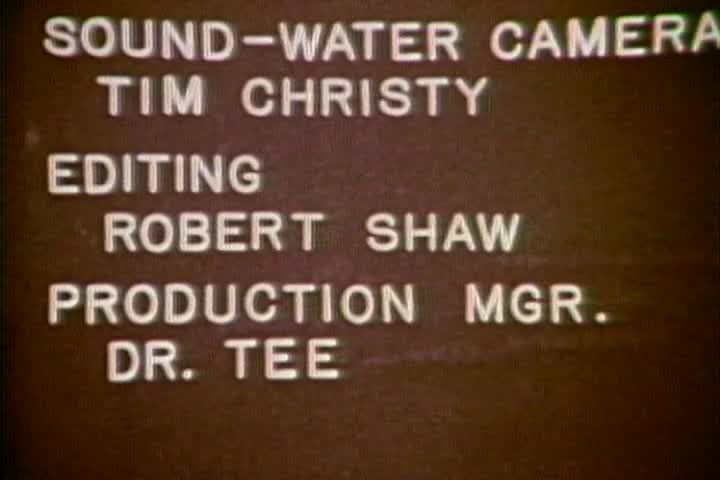 SOUND-WATER CAMERA
TIM CHRISTY
EDITING
ROBERT SHAW
PRODUCTION MGR.
DR. TEE